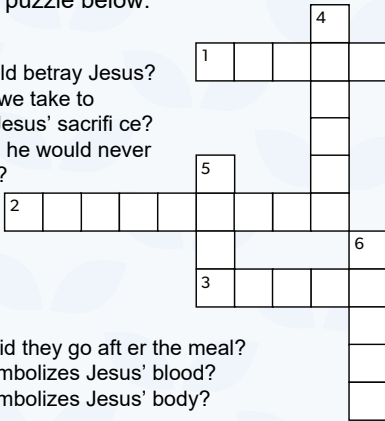 puzzle below:
4
1
ld betray Jesus?
we take to
Jesus' sacrifi ce?
he would never
?
5
2
6
3
id they go aft er the meal?
mbolizes Jesus' blood?
mbolizes Jesus' body?